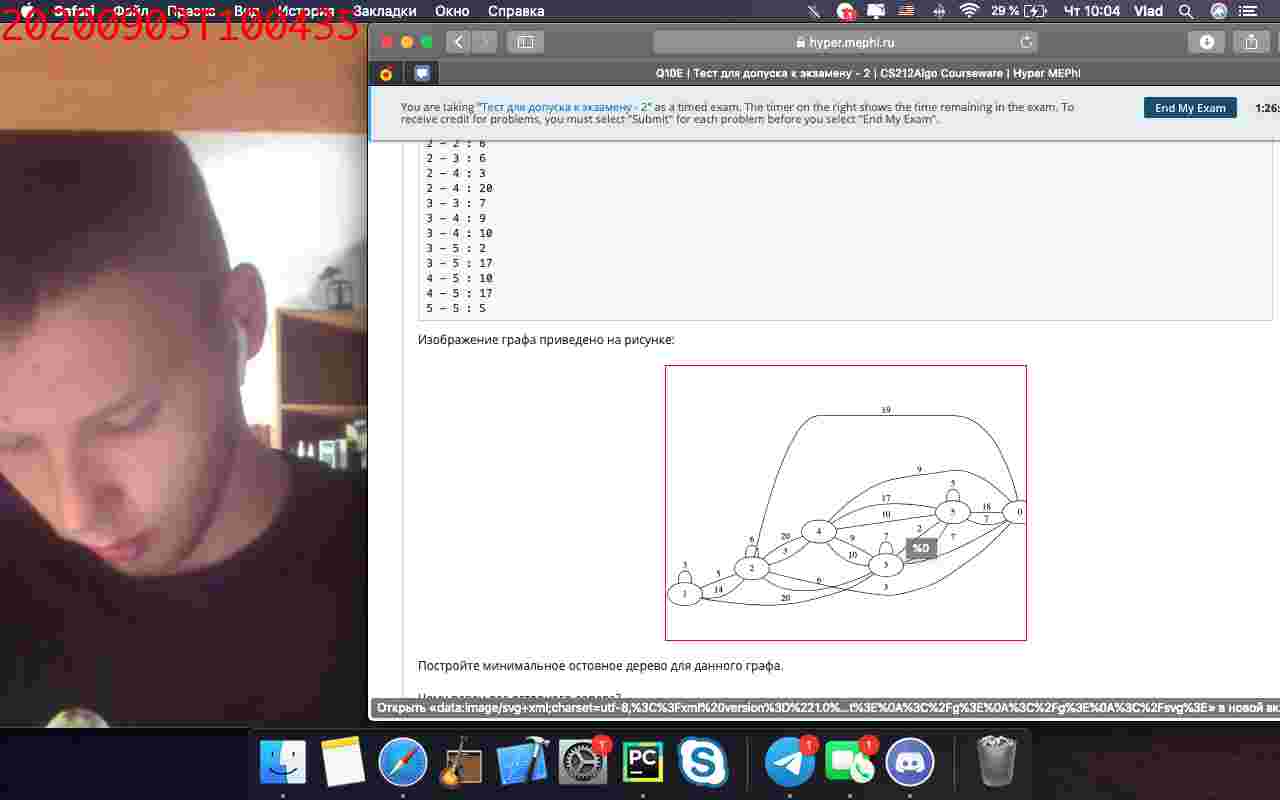 Safari Файл Правка Вид История Закладки Окно Справка 29 % Чт 10:04 Vlad
20200903T100435
hyper.mephi.ru
Q10E | Тест для допуска к экзамену - 2 | CS212Algo Courseware | Hyper MEPhI
You are taking "Тест для допуска к экзамену - 2" as a timed exam. The timer on the right shows the time remaining in the exam. To
receive credit for problems, you must select "Submit" for each problem before you select "End My Exam".
End My Exam
1:26:
2 - 2 : 6
2 - 3 : 6
2 - 4 : 3
2 - 4 : 20
3 - 3 : 7
3 - 4 : 9
3 - 4 : 10
3 - 5 : 2
3 - 5 : 17
4 - 5 : 10
4 - 5 : 17
5 - 5 : 5
Изображение графа приведено на рисунке:
19
9
5
17
18
10
5
0
7
2
7
6
20
4
9
7
3
10
%0
3
2
3
5
6
3
1
14
20
Постройте минимальное остовное дерево для данного графа.
Открыть «data:image/svg+xml;charset=utf-8,%3C%3Fxml%20version%3D%221.0%...t%3E%0A%3C%2Fg%3E%0A%3C%2Fg%3E%0A%3C%2Fsvg%3E» в новой вк
1
PC
1
1